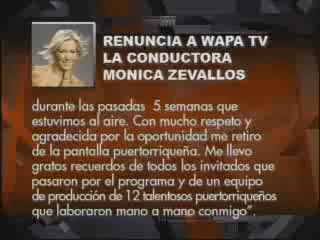 RENUNCIA A WAPA TV
LA CONDUCTORA
MONICA ZEVALLOS
durante las pasadas 5 semanas que
estuvimos al aire. Con mucho respeto y
agradecida por la oportunidad me retiro
de la pantalla puertorriqueña. Me llevo
gratos recuerdos de todos los invitados que
pasaron por el programa y de un equipo
de producción de 12 talentosos puertorriqueños
que laboraron mano a mano conmigo”.